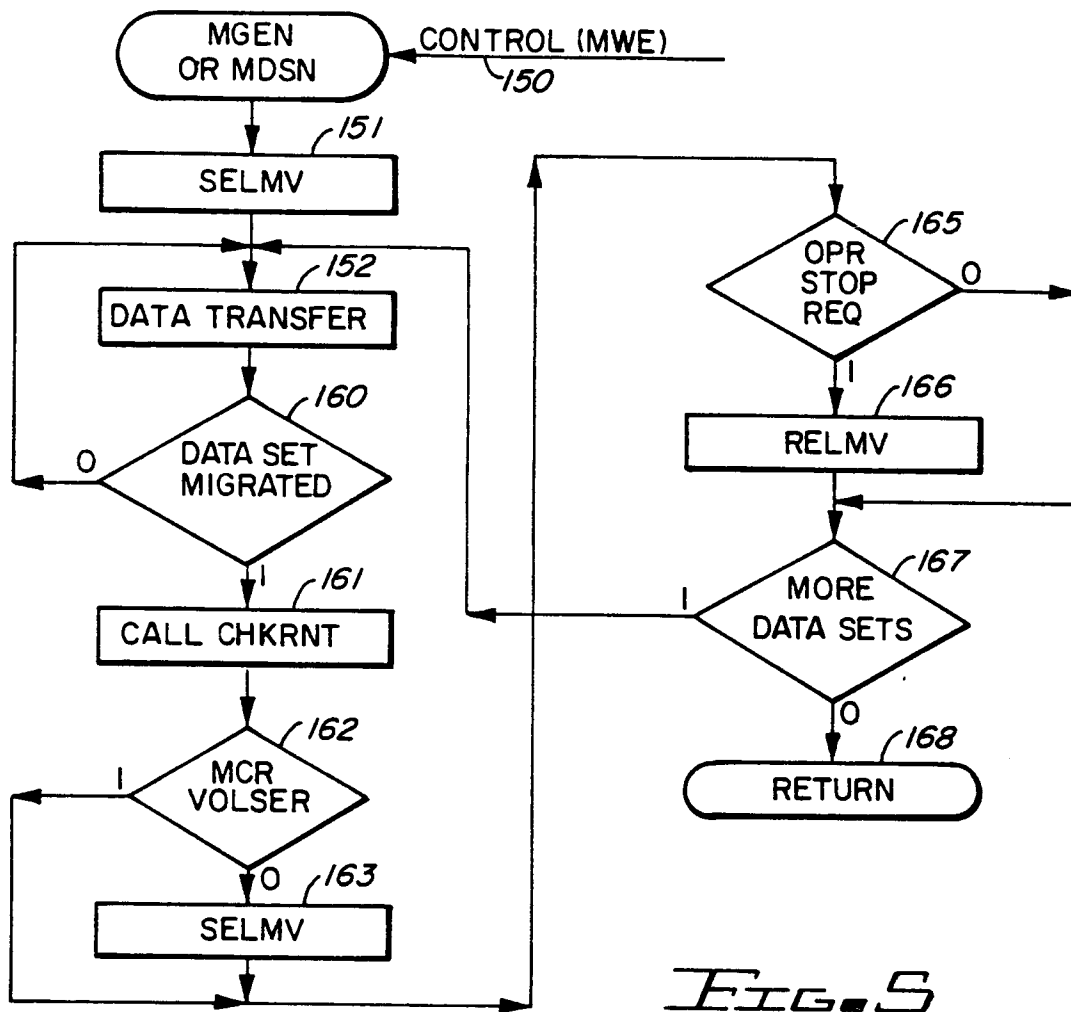 MGEN
OR MDSN
CONTROL (MWE)
150
151
SELMV
152
DATA TRANSFER
160
DATA SET
MIGRATED
0
1
161
CALL CHKRNT
162
MCR
VOLSER
1
0
163
SELMV
165
OPR
STOP
REQ
0
1
166
RELMV
167
MORE
DATA SETS
1
0
168
RETURN
FIG. 5